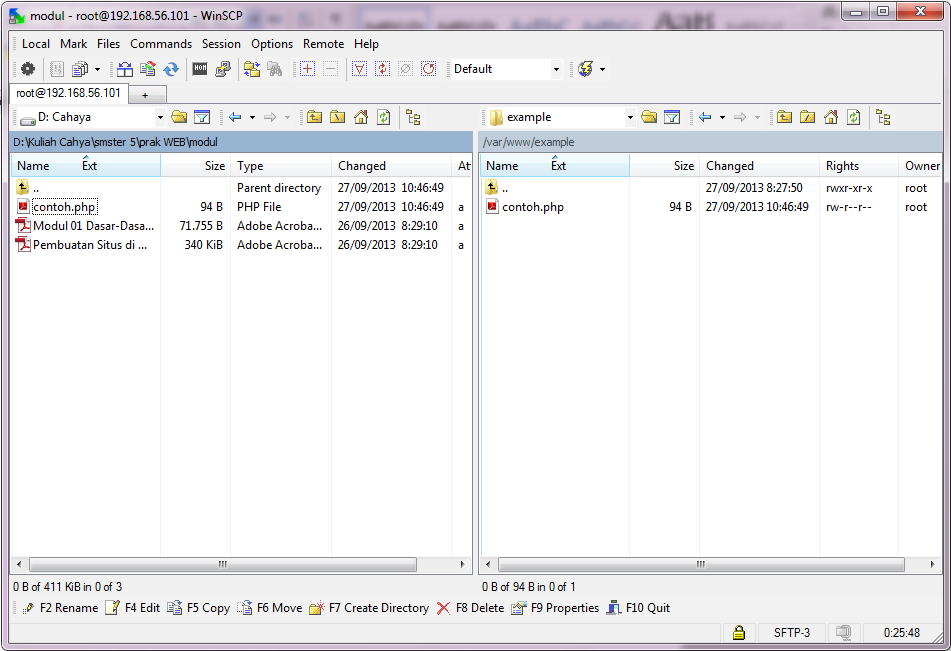 modul - root@192.168.56.101 - WinSCP
Local Mark Files Commands Session Options Remote Help
Default
root@192.168.56.101 +
D: Cahaya
example
D:\Kuliah Cahya\smster 5\prak WEB\modul
/var/www/example
Name Ext Size Type Changed At
Name Ext Size Changed Rights Owner
.. Parent directory 27/09/2013 10:46:49
contoh.php 94 B PHP File 27/09/2013 10:46:49 a
Modul 01 Dasar-Dasa... 71.755 B Adobe Acroba... 26/09/2013 8:29:10 a
Pembuatan Situs di ... 340 KiB Adobe Acroba... 26/09/2013 8:29:10 a
.. 27/09/2013 8:27:50 rwxr-xr-x root
contoh.php 94 B 27/09/2013 10:46:49 rw-r--r-- root
0 B of 411 KiB in 0 of 3
0 B of 94 B in 0 of 1
F2 Rename F4 Edit F5 Copy F6 Move F7 Create Directory F8 Delete F9 Properties F10 Quit
SFTP-3 0:25:48